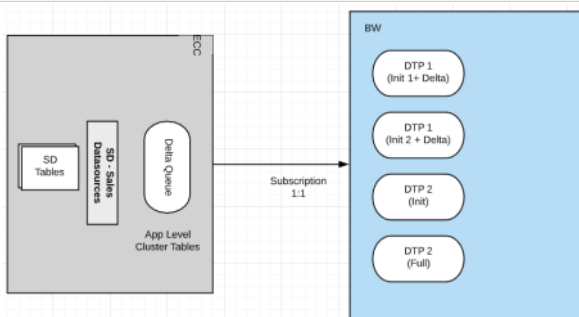 ECC
SD
Tables
SD - Sales
Datasources
Delta Queue
App Level
Cluster Tables
Subscription
1:1
BW
DTP 1
(Init 1+ Delta)
DTP 1
(Init 2 + Delta)
DTP 2
(Init)
DTP 2
(Full)